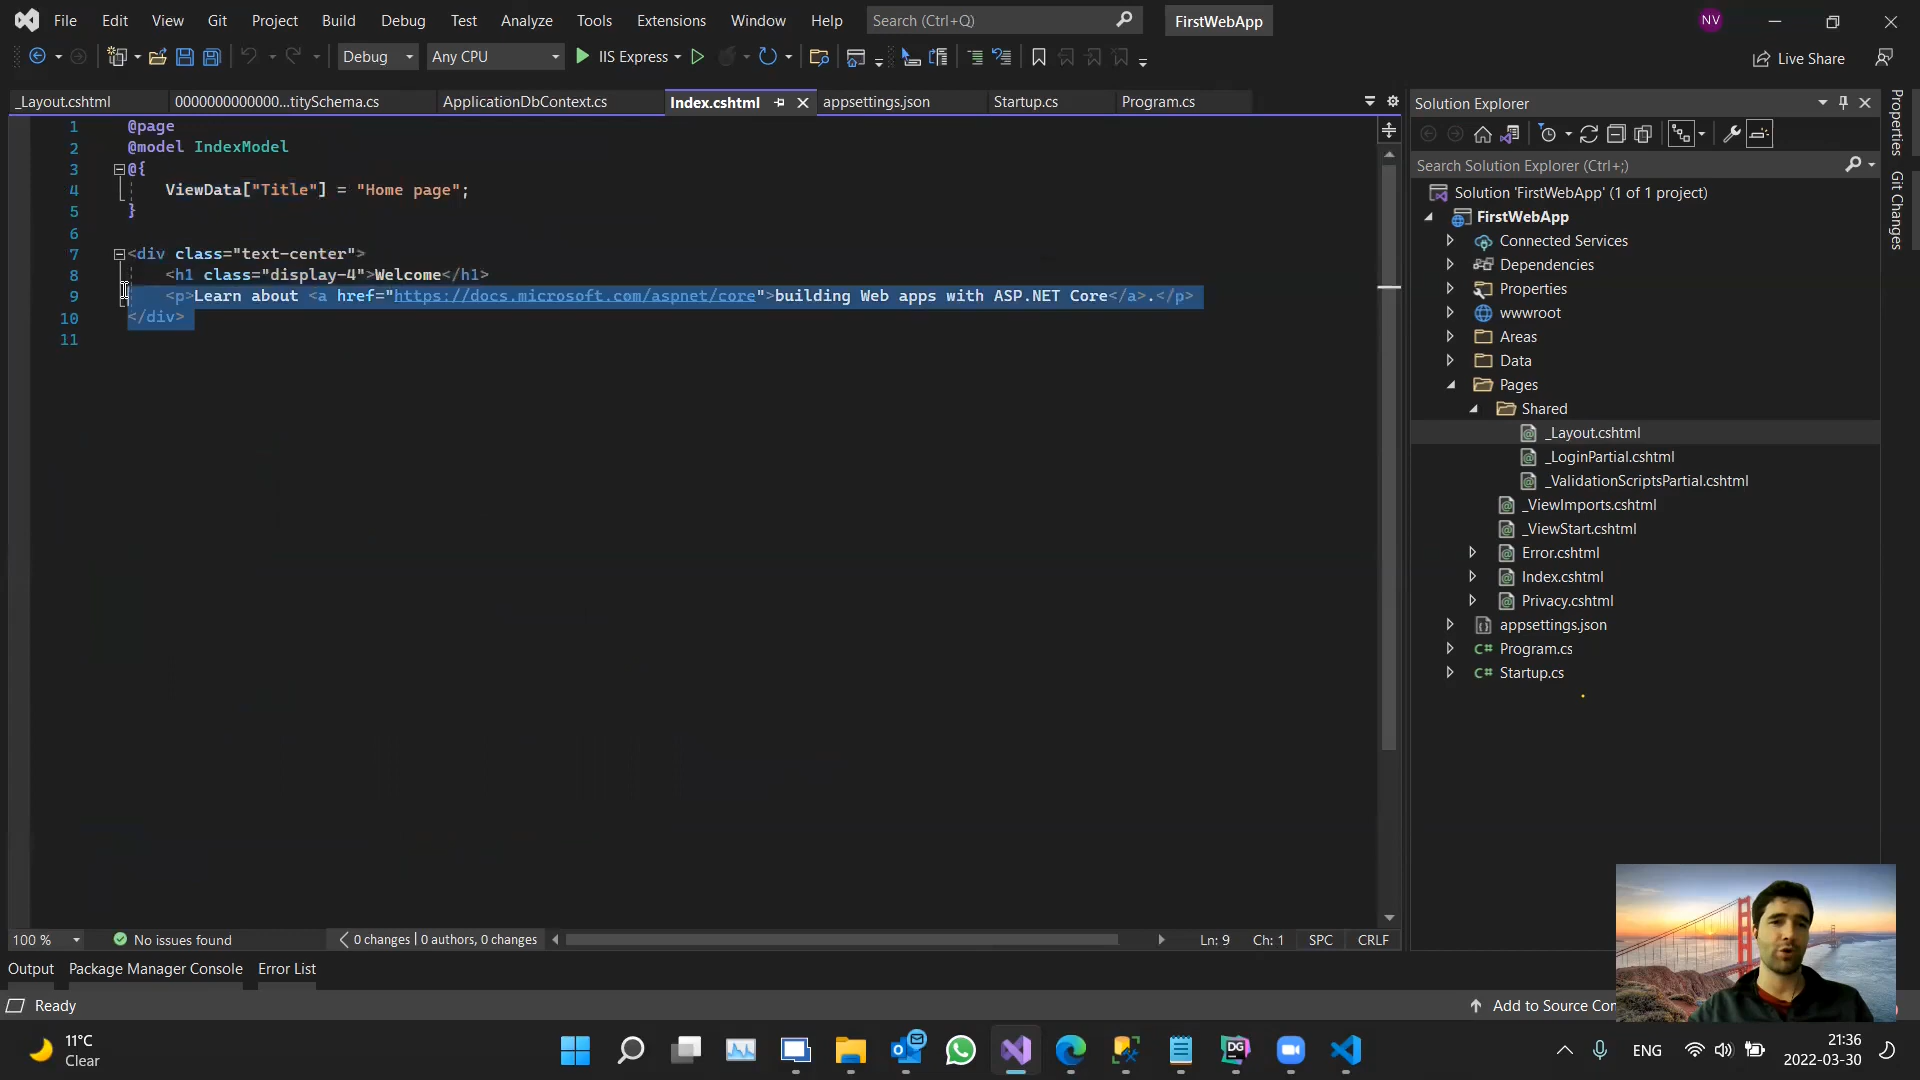 File Edit View Git Project Build Debug Test Analyze Tools Extensions Window Help Search (Ctrl+Q) FirstWebApp NV
Debug Any CPU IIS Express Live Share
_Layout.cshtml 0000000000000...titySchema.cs ApplicationDbContext.cs Index.cshtml appsettings.json Startup.cs Program.cs
1 @page
2 @model IndexModel
3 @{
4 ViewData["Title"] = "Home page";
5 }
6
7 <div class="text-center">
8 <h1 class="display-4">Welcome</h1>
9 <p>Learn about <a href="https://docs.microsoft.com/aspnet/core">building Web apps with ASP.NET Core</a>.</p>
10 </div>
11
100 % No issues found 0 changes | 0 authors, 0 changes Ln: 9 Ch: 1 SPC CRLF
Output Package Manager Console Error List
Ready Add to Source Con
Solution Explorer
Search Solution Explorer (Ctrl+;)
Solution 'FirstWebApp' (1 of 1 project)
FirstWebApp
Connected Services
Dependencies
Properties
wwwroot
Areas
Data
Pages
Shared
_Layout.cshtml
_LoginPartial.cshtml
_ValidationScriptsPartial.cshtml
_ViewImports.cshtml
_ViewStart.cshtml
Error.cshtml
Index.cshtml
Privacy.cshtml
appsettings.json
C# Program.cs
C# Startup.cs
Properties
Git Changes
11°C
Clear
DG
ENG
21:36
2022-03-30